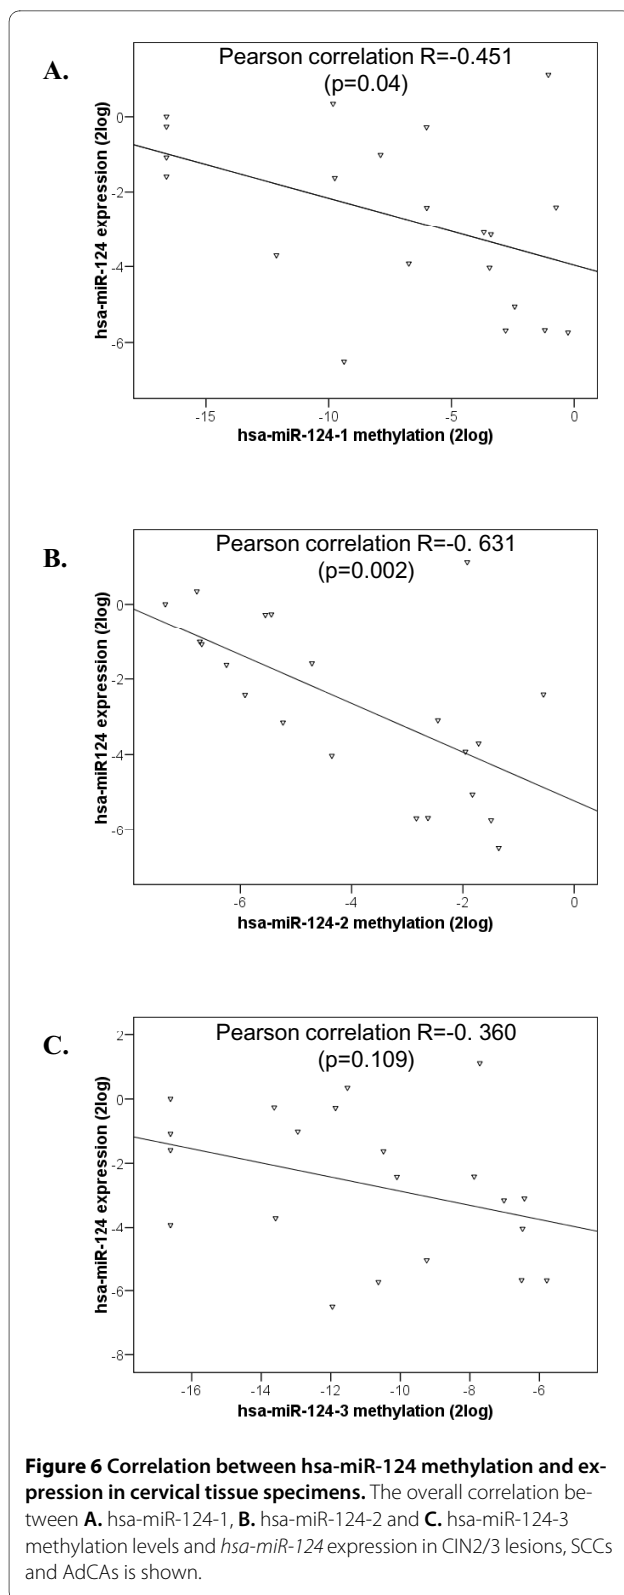 A.
Pearson correlation R=-0.451
(p=0.04)
hsa-miR-124 expression (2log)
0
-2
-4
-6
-15
-10
-5
0
hsa-miR-124-1 methylation (2log)
B.
Pearson correlation R=-0. 631
(p=0.002)
hsa-miR124 expression (2log)
0
-2
-4
-6
-6
-4
-2
0
hsa-miR-124-2 methylation (2log)
C.
Pearson correlation R=-0. 360
(p=0.109)
hsa-miR-124 expression (2log)
2
0
-2
-4
-6
-8
-16
-14
-12
-10
-8
-6
hsa-miR-124-3 methylation (2log)
Figure 6 Correlation between hsa-miR-124 methylation and ex-
pression in cervical tissue specimens. The overall correlation be-
tween A. hsa-miR-124-1, B. hsa-miR-124-2 and C. hsa-miR-124-3
methylation levels and hsa-miR-124 expression in CIN2/3 lesions, SCCs
and AdCAs is shown.